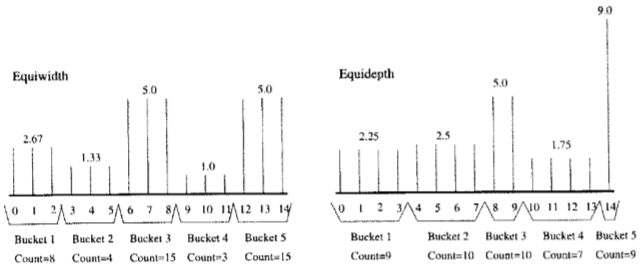 9.0
Equiwidth
Equidepth
5.0
5.0
5.0
2.67
1.33
1.0
2.25
2.5
1.75
0 1 2 3 4 5 6 7 8 9 10 11 12 13 14
0 1 2 3 4 5 6 7 8 9 10 11 12 13 14
Bucket 1 Bucket 2 Bucket 3 Bucket 4 Bucket 5
Count=8 Count=4 Count=15 Count=3 Count=15
Bucket 1 Bucket 2 Bucket 3 Bucket 4 Bucket 5
Count=9 Count=10 Count=10 Count=7 Count=9